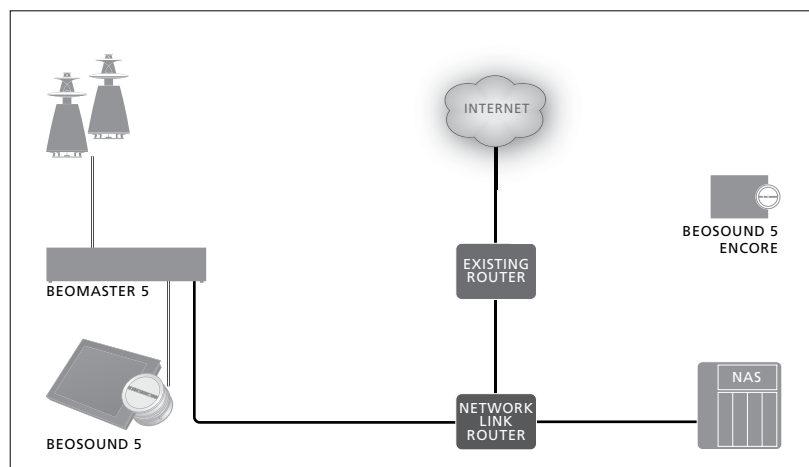 INTERNET
BEOSOUND 5
ENCORE
EXISTING
ROUTER
BEOMASTER 5
NAS
NETWORK
LINK
ROUTER
BEOSOUND 5